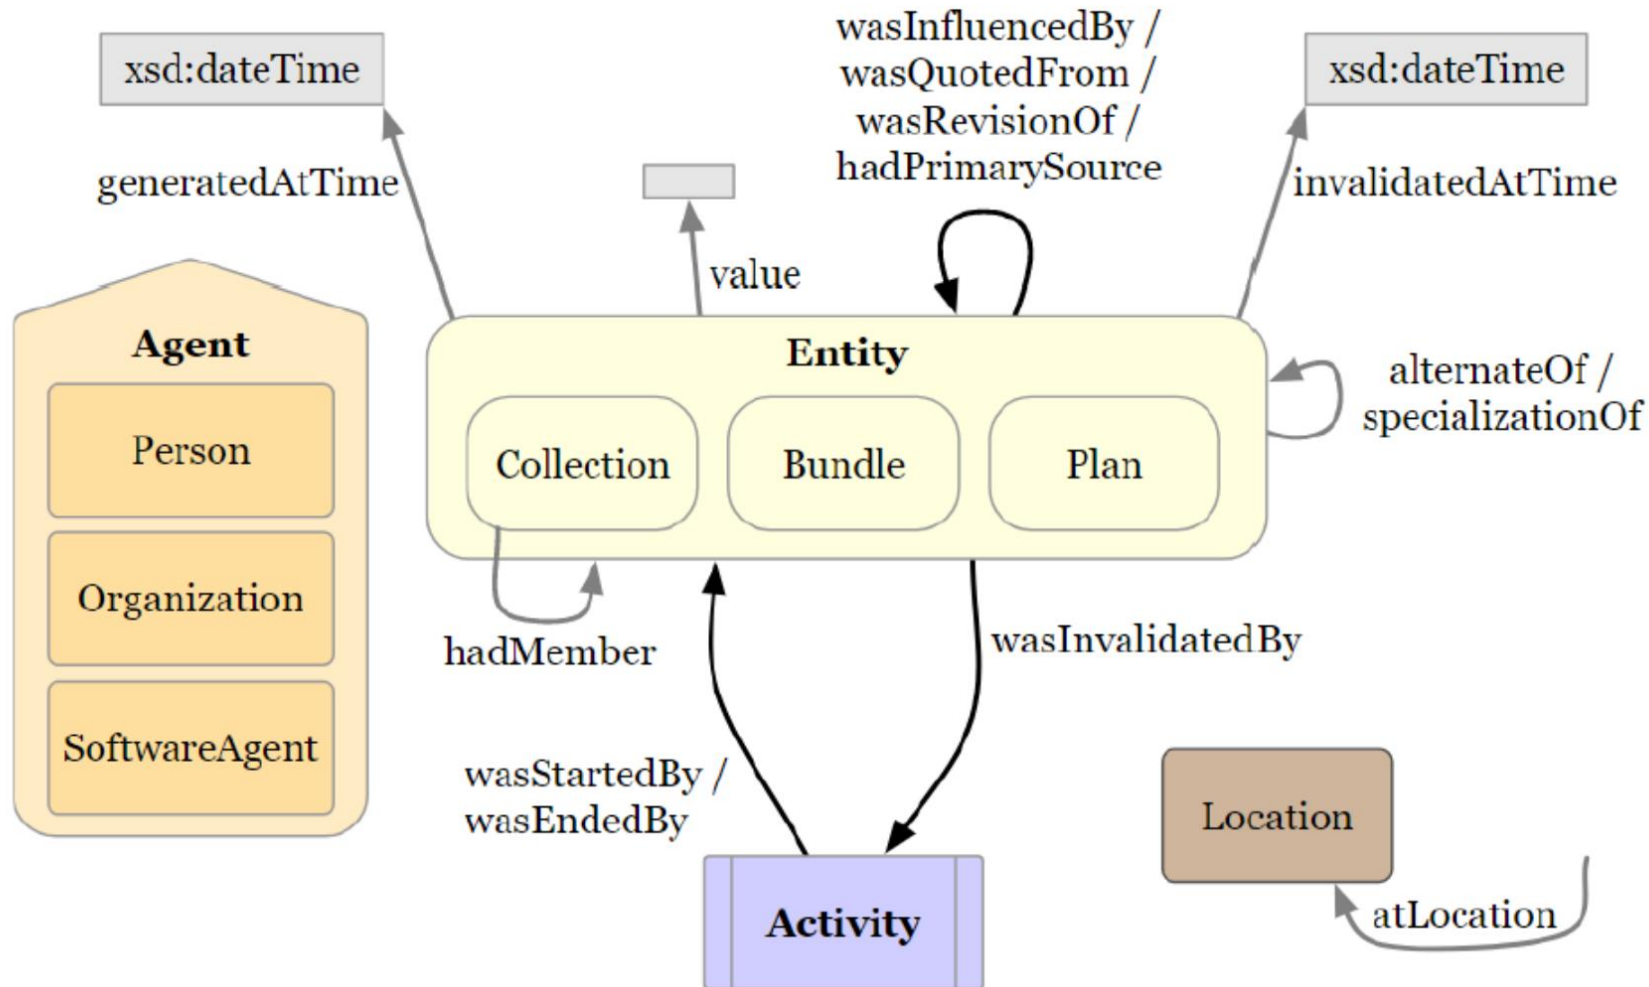 wasInfluencedBy /
wasQuotedFrom /
wasRevisionOf /
hadPrimarySource
xsd:dateTime
xsd:dateTime
generatedAtTime
invalidatedAtTime
value
Agent
Person
Organization
SoftwareAgent
Entity
Collection
Bundle
Plan
alternateOf /
specializationOf
hadMember
wasInvalidatedBy
wasStartedBy /
wasEndedBy
Activity
Location
atLocation